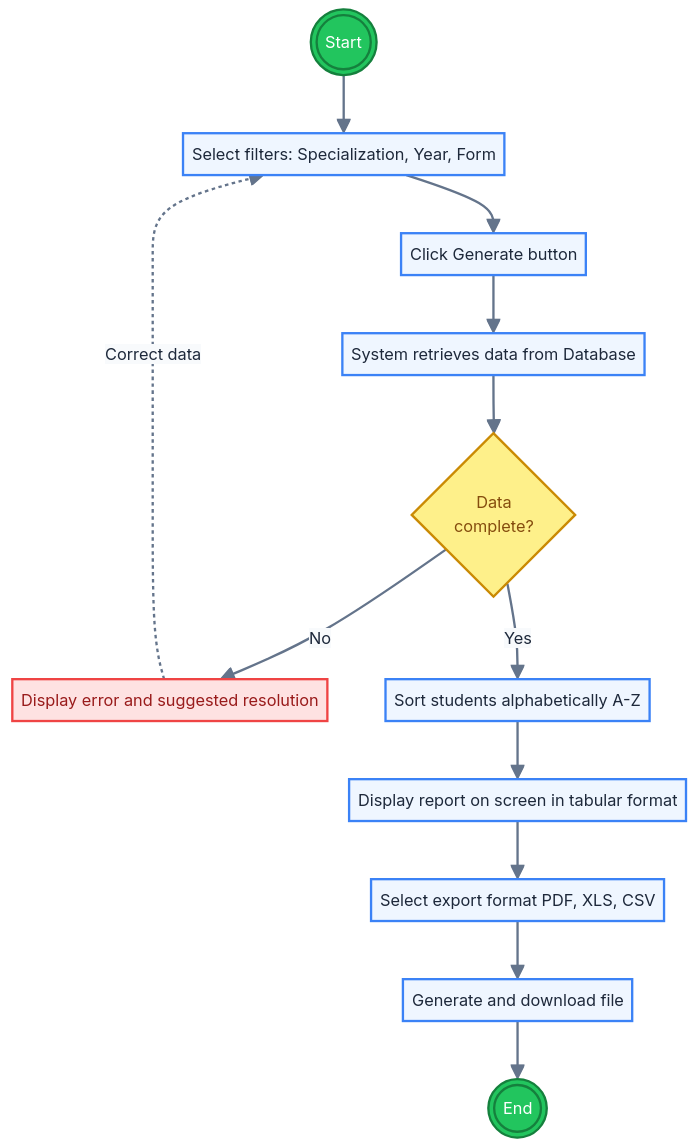 Start
Select filters: Specialization, Year, Form
Click Generate button
Correct data
System retrieves data from Database
Data
complete?
No
Yes
Display error and suggested resolution
Sort students alphabetically A-Z
Display report on screen in tabular format
Select export format PDF, XLS, CSV
Generate and download file
End